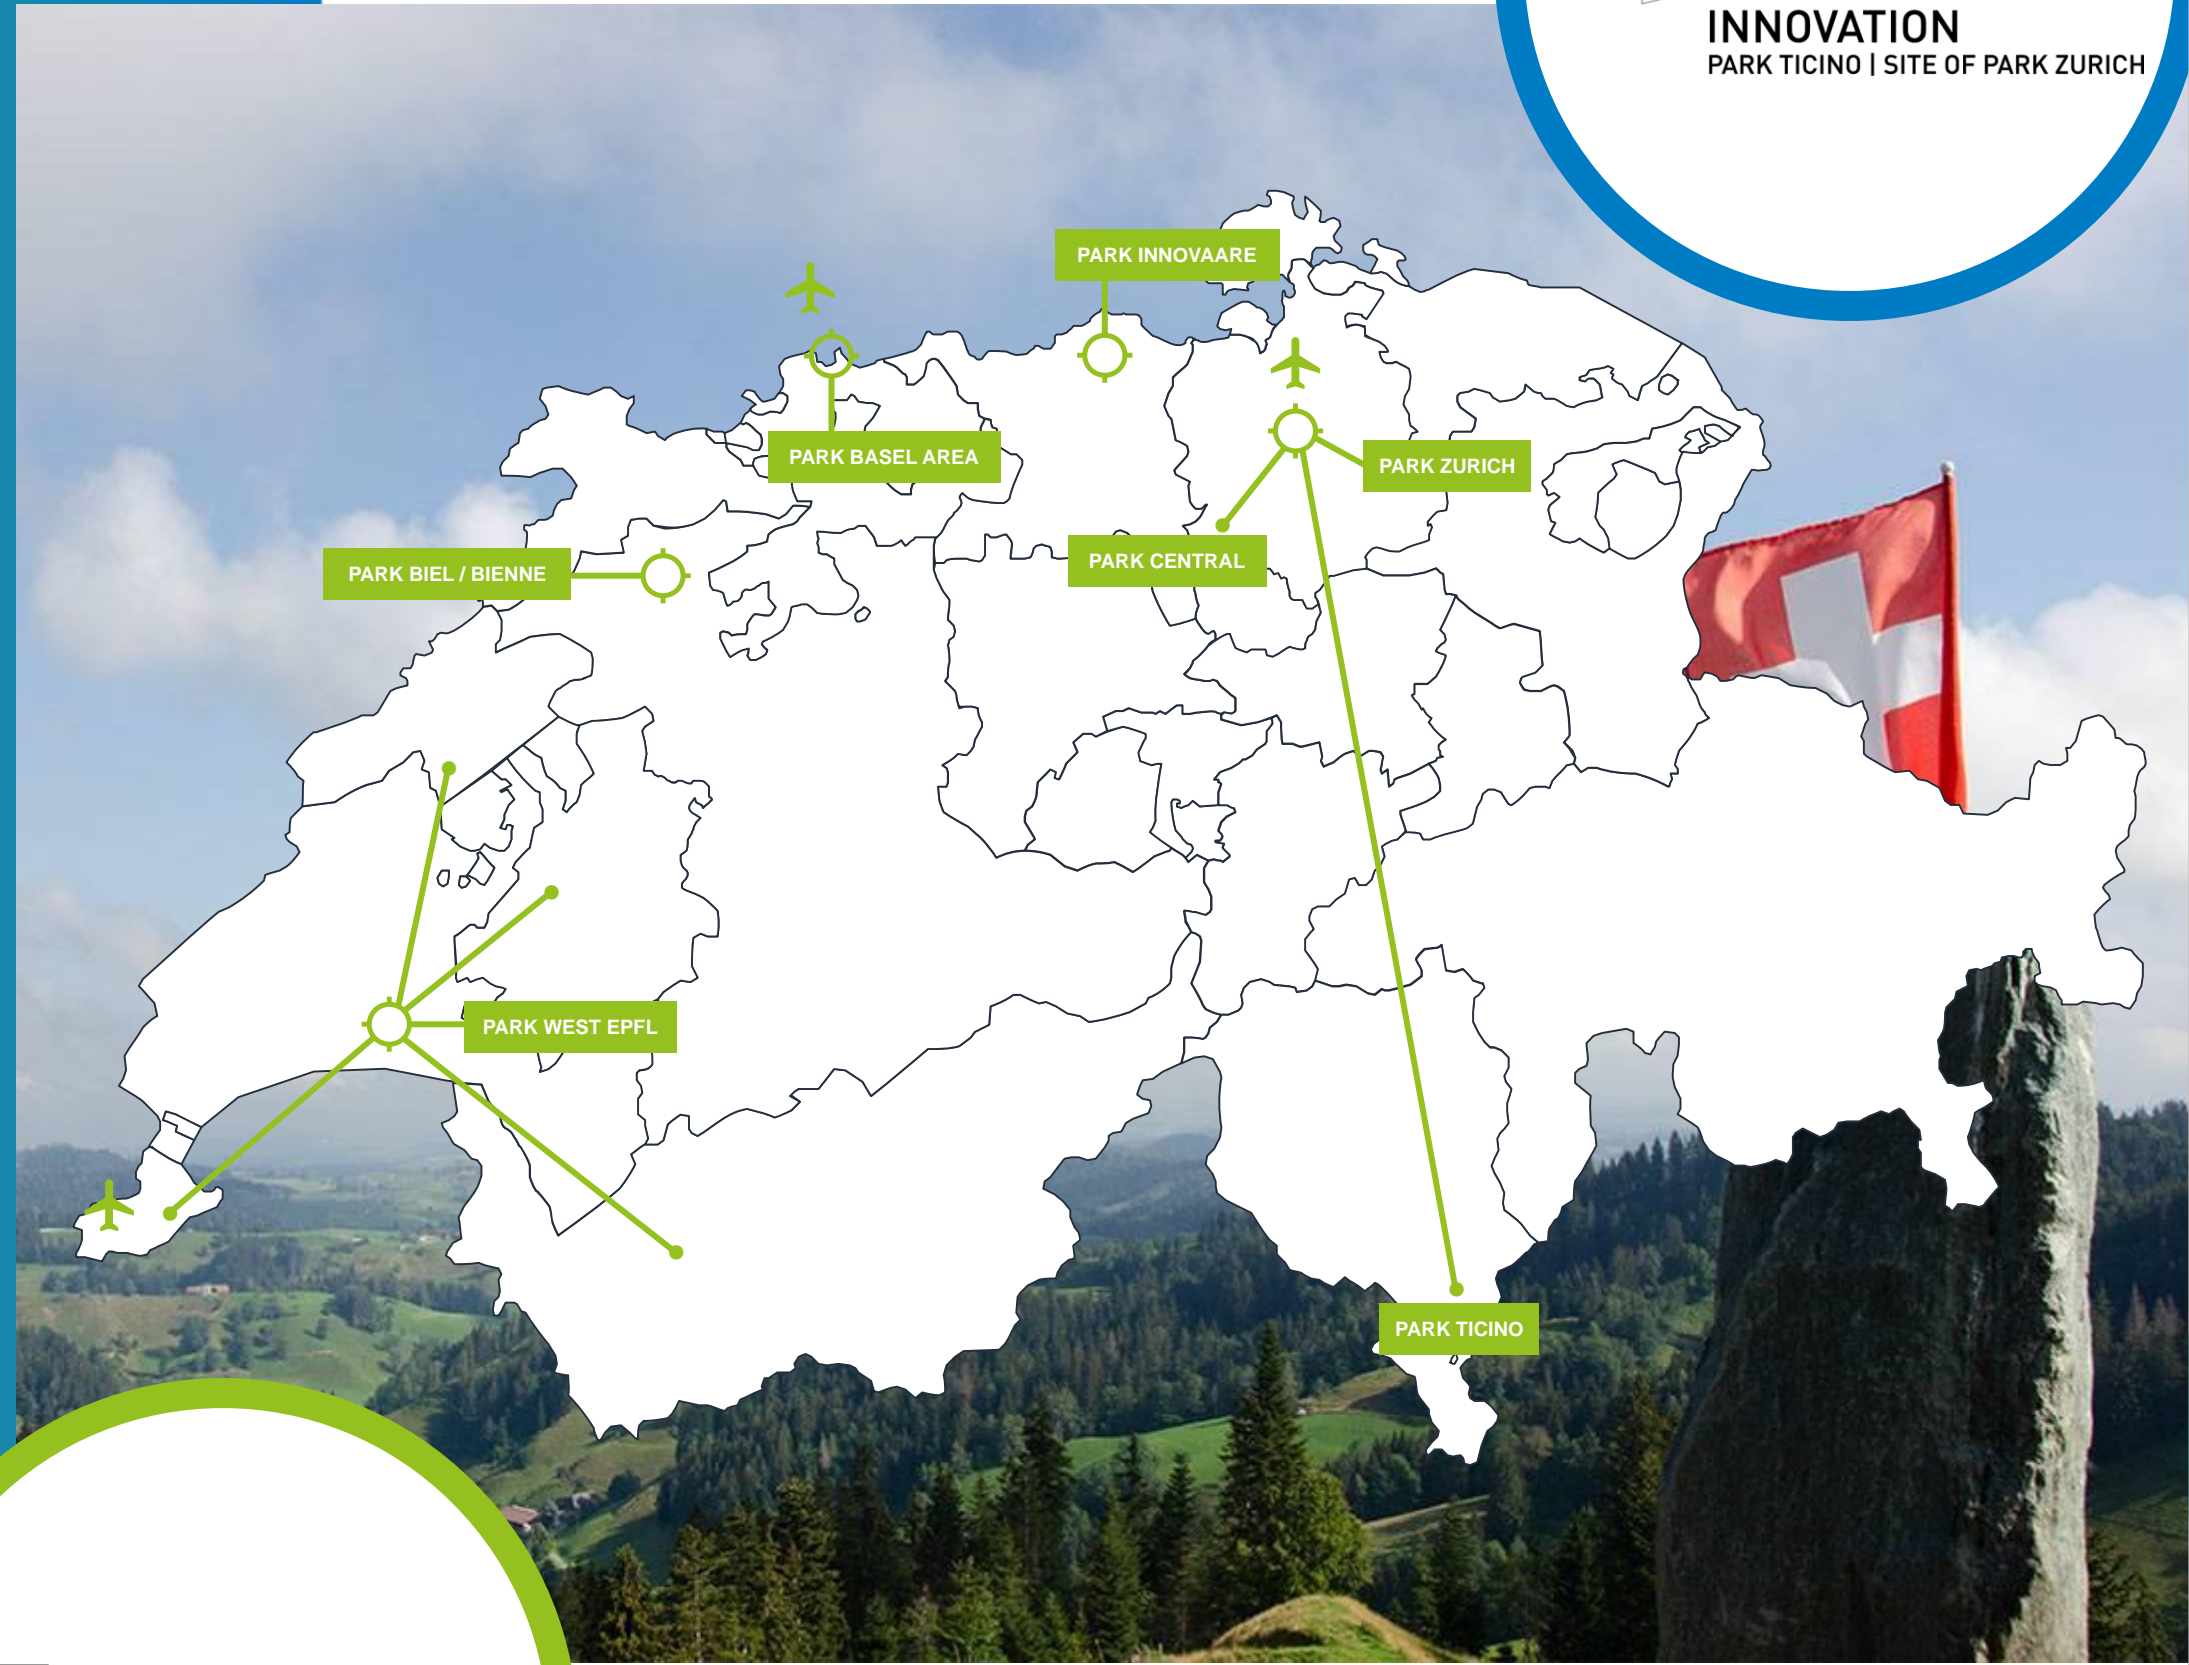 INNOVATION
PARK TICINO | SITE OF PARK ZURICH
PARK INNOVAARE
PARK BASEL AREA
PARK ZURICH
PARK CENTRAL
PARK BIEL / BIENNE
PARK WEST EPFL
PARK TICINO